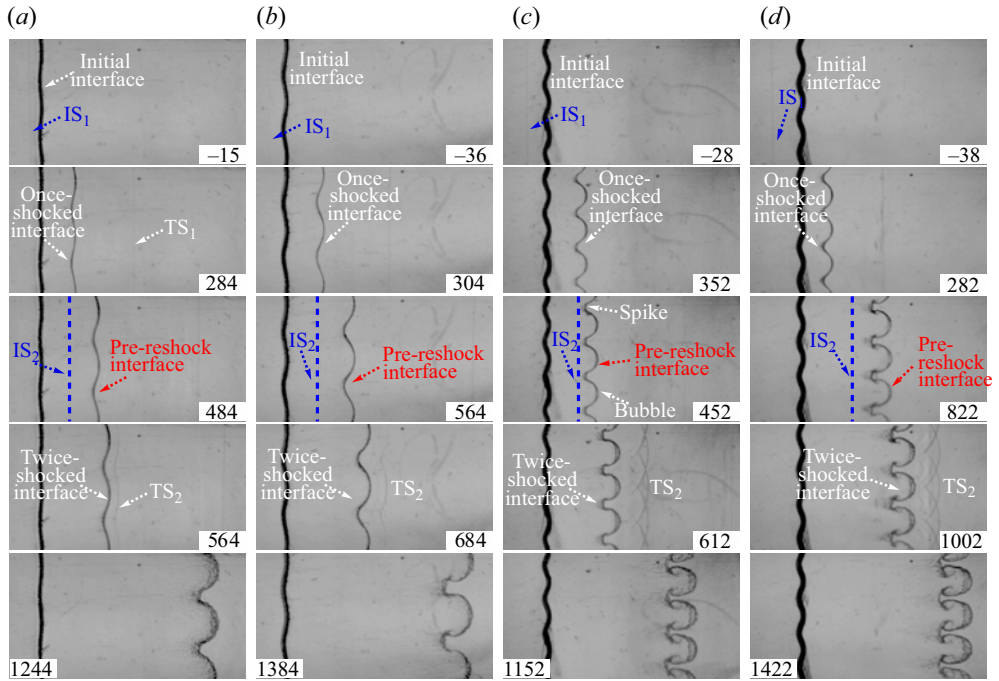 (a)
(b)
(c)
(d)
Initial
interface
IS1
–15
Initial
interface
IS1
–36
Initial
interface
IS1
–28
Initial
interface
IS1
–38
Once-
shocked
interface
TS1
284
Once-
shocked
interface
304
Once-
shocked
interface
352
Once-
shocked
interface
282
IS2
Pre-reshock
interface
484
IS2
Pre-reshock
interface
564
Spike
IS2
Pre-reshock
interface
Bubble
452
IS2
Pre-
reshock
interface
822
Twice-
shocked
interface
TS2
564
Twice-
shocked
interface
TS2
684
Twice-
shocked
interface
TS2
612
Twice-
shocked
interface
TS2
1002
1244
1384
1152
1422